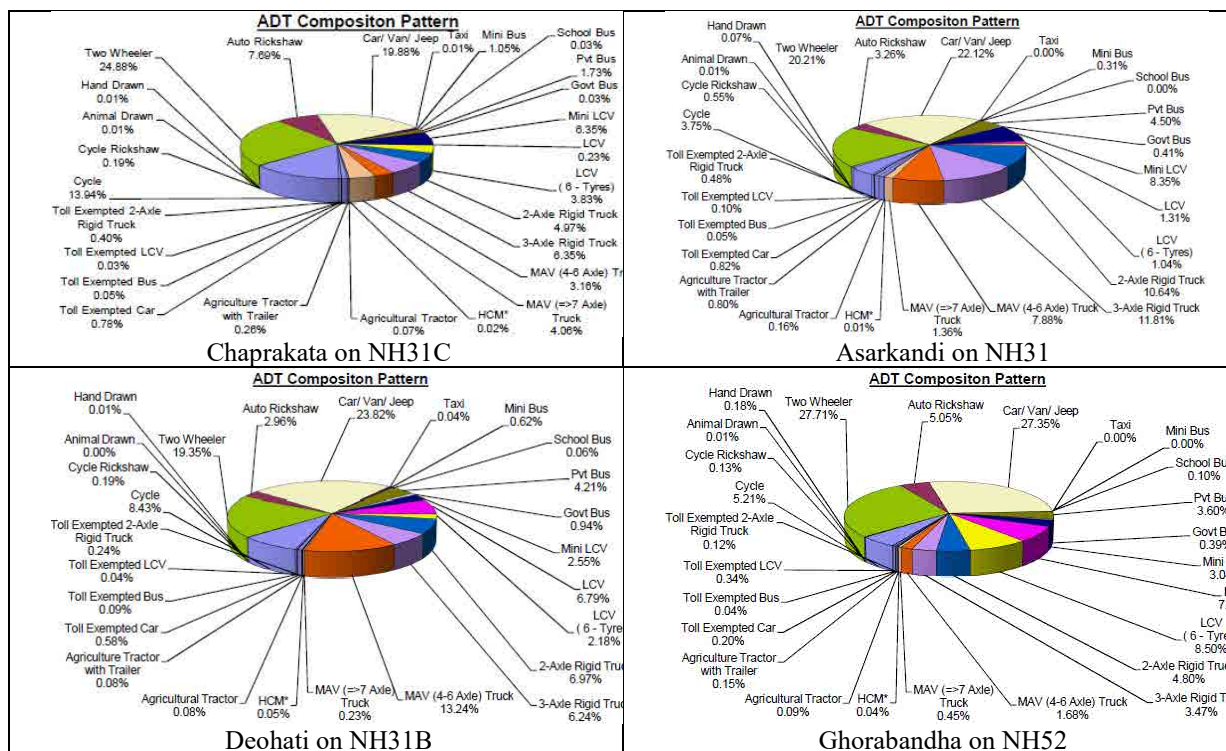 ADT Compositon Pattern
Two Wheeler
24.88%
Auto Rickshaw
7.69%
Car/ Van/ Jeep
19.88%
Taxi
0.01%
Mini Bus
1.05%
School Bus
0.03%
Pvt Bus
1.73%
Govt Bus
0.03%
Mini LCV
6.35%
LCV
0.23%
LCV
( 6 - Tyres)
3.83%
2-Axle Rigid Truck
4.97%
3-Axle Rigid Truck
6.35%
MAV (4-6 Axle) Tr
3.16%
MAV (=>7 Axle)
Truck
4.06%
HCM*
0.02%
Agricultural Tractor
0.07%
Agriculture Tractor
with Trailer
0.26%
Toll Exempted Car
0.78%
Toll Exempted Bus
0.05%
Toll Exempted LCV
0.03%
Toll Exempted 2-Axle
Rigid Truck
0.40%
Cycle
13.94%
Cycle Rickshaw
0.19%
Animal Drawn
0.01%
Hand Drawn
0.01%
Chaprakata on NH31C
ADT Compositon Pattern
Hand Drawn
0.07%
Two Wheeler
20.21%
Auto Rickshaw
3.26%
Car/ Van/ Jeep
22.12%
Taxi
0.00%
Mini Bus
0.31%
School Bus
0.00%
Pvt Bus
4.50%
Govt Bus
0.41%
Mini LCV
8.35%
LCV
1.31%
LCV
( 6 - Tyres)
1.04%
2-Axle Rigid Truck
10.64%
3-Axle Rigid Truck
11.81%
MAV (4-6 Axle) Truck
7.88%
MAV (=>7 Axle)
Truck
1.36%
HCM*
0.01%
Agricultural Tractor
0.16%
Agriculture Tractor
with Trailer
0.80%
Toll Exempted Car
0.82%
Toll Exempted Bus
0.05%
Toll Exempted LCV
0.10%
Toll Exempted 2-Axle
Rigid Truck
0.48%
Cycle
3.75%
Cycle Rickshaw
0.55%
Animal Drawn
0.01%
Asarkandi on NH31
ADT Compositon Pattern
Hand Drawn
0.01%
Two Wheeler
19.35%
Auto Rickshaw
2.96%
Car/ Van/ Jeep
23.82%
Taxi
0.04%
Mini Bus
0.62%
School Bus
0.06%
Pvt Bus
4.21%
Govt Bus
0.94%
Mini LCV
2.55%
LCV
6.79%
LCV
( 6 - Tyres
2.18%
2-Axle Rigid Truc
6.97%
3-Axle Rigid Truc
6.24%
MAV (4-6 Axle) Truck
13.24%
MAV (=>7 Axle)
Truck
0.23%
HCM*
0.05%
Agricultural Tractor
0.08%
Agriculture Tractor
with Trailer
0.08%
Toll Exempted Car
0.58%
Toll Exempted Bus
0.09%
Toll Exempted LCV
0.04%
Toll Exempted 2-Axle
Rigid Truck
0.24%
Cycle
8.43%
Cycle Rickshaw
0.19%
Animal Drawn
0.00%
Deohati on NH31B
ADT Compositon Pattern
Hand Drawn
0.18%
Two Wheeler
27.71%
Auto Rickshaw
5.05%
Car/ Van/ Jeep
27.35%
Taxi
0.00%
Mini Bus
0.00%
School Bus
0.10%
Pvt Bus
3.60%
Govt B
0.39%
Mini
3.0
7.
LCV
( 6 - Tyre
8.50%
2-Axle Rigid Tr
4.80%
3-Axle Rigid T
3.47%
MAV (4-6 Axle) Truck
1.68%
MAV (=>7 Axle)
Truck
0.45%
HCM*
0.04%
Agricultural Tractor
0.09%
Agriculture Tractor
with Trailer
0.15%
Toll Exempted Car
0.20%
Toll Exempted Bus
0.04%
Toll Exempted LCV
0.34%
Toll Exempted 2-Axle
Rigid Truck
0.12%
Cycle
5.21%
Cycle Rickshaw
0.13%
Animal Drawn
0.01%
Ghorabandha on NH52